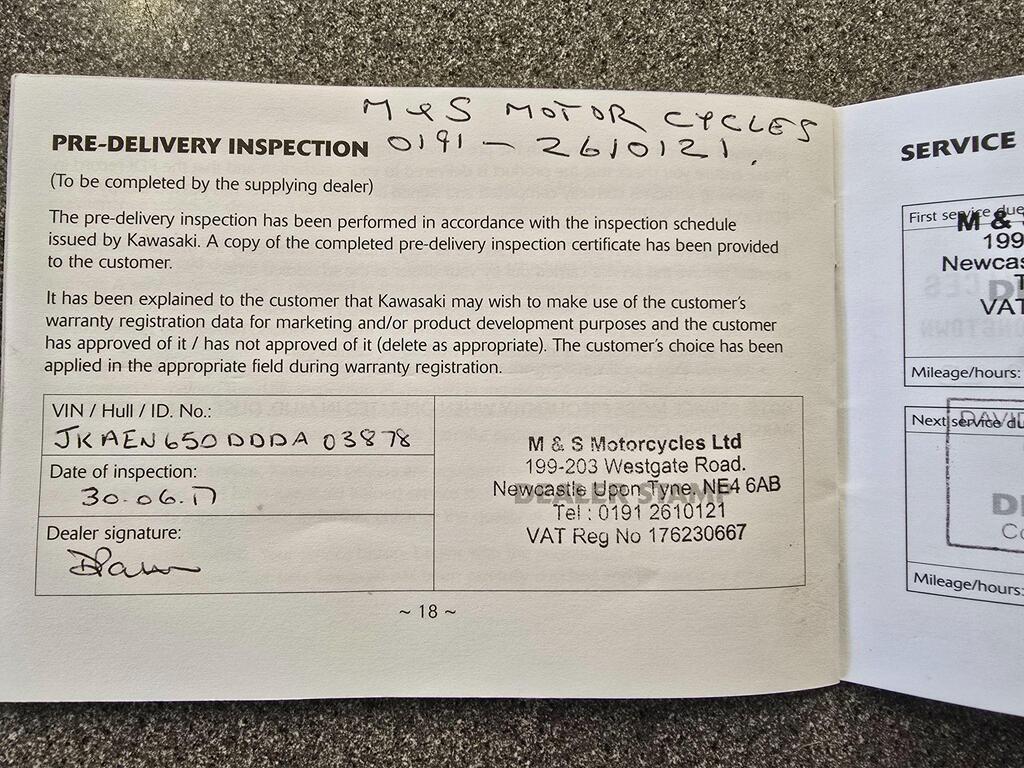 M & S MOTOR CYCLES
0191 - 2610121.
PRE-DELIVERY INSPECTION
(To be completed by the supplying dealer)
The pre-delivery inspection has been performed in accordance with the inspection schedule
issued by Kawasaki. A copy of the completed pre-delivery inspection certificate has been provided
to the customer.
It has been explained to the customer that Kawasaki may wish to make use of the customer's
warranty registration data for marketing and/or product development purposes and the customer
has approved of it / has not approved of it (delete as appropriate). The customer's choice has been
applied in the appropriate field during warranty registration.
VIN / Hull / ID. No.:
JKAEN650DDDA03878
Date of inspection:
30-06-17
Dealer signature:
DEALER STAMP
M & S Motorcycles Ltd
199-203 Westgate Road.
Newcastle Upon Tyne. NE4 6AB
Tel : 0191 2610121
VAT Reg No 176230667
~ 18 ~
SERVICE
First service due
M &
199
Newcas
T
VAT
Mileage/hours:
Next service du
DAVID
Co
Mileage/hours: